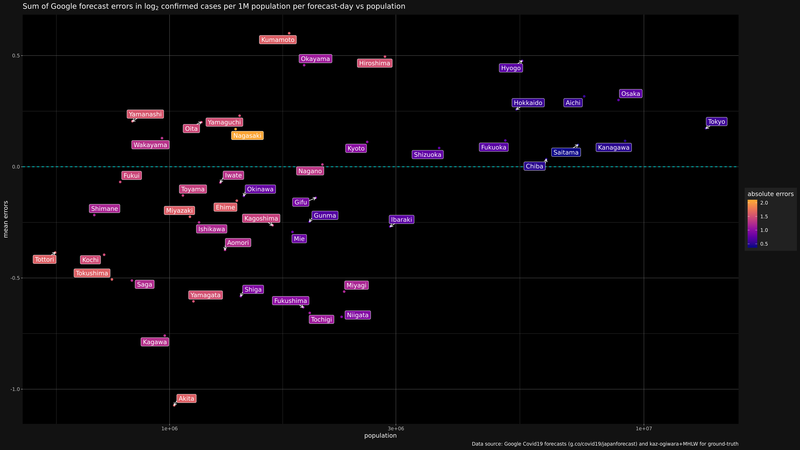 Sum of Google forecast errors in log₂ confirmed cases per 1M population per forecast-day vs population
Kumamoto
0.5
Okayama
Hiroshima
Hyogo
Osaka
Hokkaido
Aichi
Yamanashi
Yamaguchi
Tokyo
Oita
Nagasaki
Wakayama
Kyoto
Shizuoka
Fukuoka
Saitama
Kanagawa
0.0
Chiba
Nagano
Fukui
Iwate
absolute errors
Toyama
Okinawa
2.0
Gifu
1.5
Shimane
Miyazaki
Ehime
1.0
Kagoshima
Gunma
Ibaraki
0.5
Ishikawa
Mie
Aomori
mean errors
Tottori
Kochi
Tokushima
-0.5
Saga
Shiga
Miyagi
Yamagata
Fukushima
Tochigi
Niigata
Kagawa
-1.0
Akita
1e+06
3e+06
1e+07
population
Data source: Google Covid19 forecasts (g.co/covid19/japanforecast) and kaz-ogiwara+MHLW for ground-truth